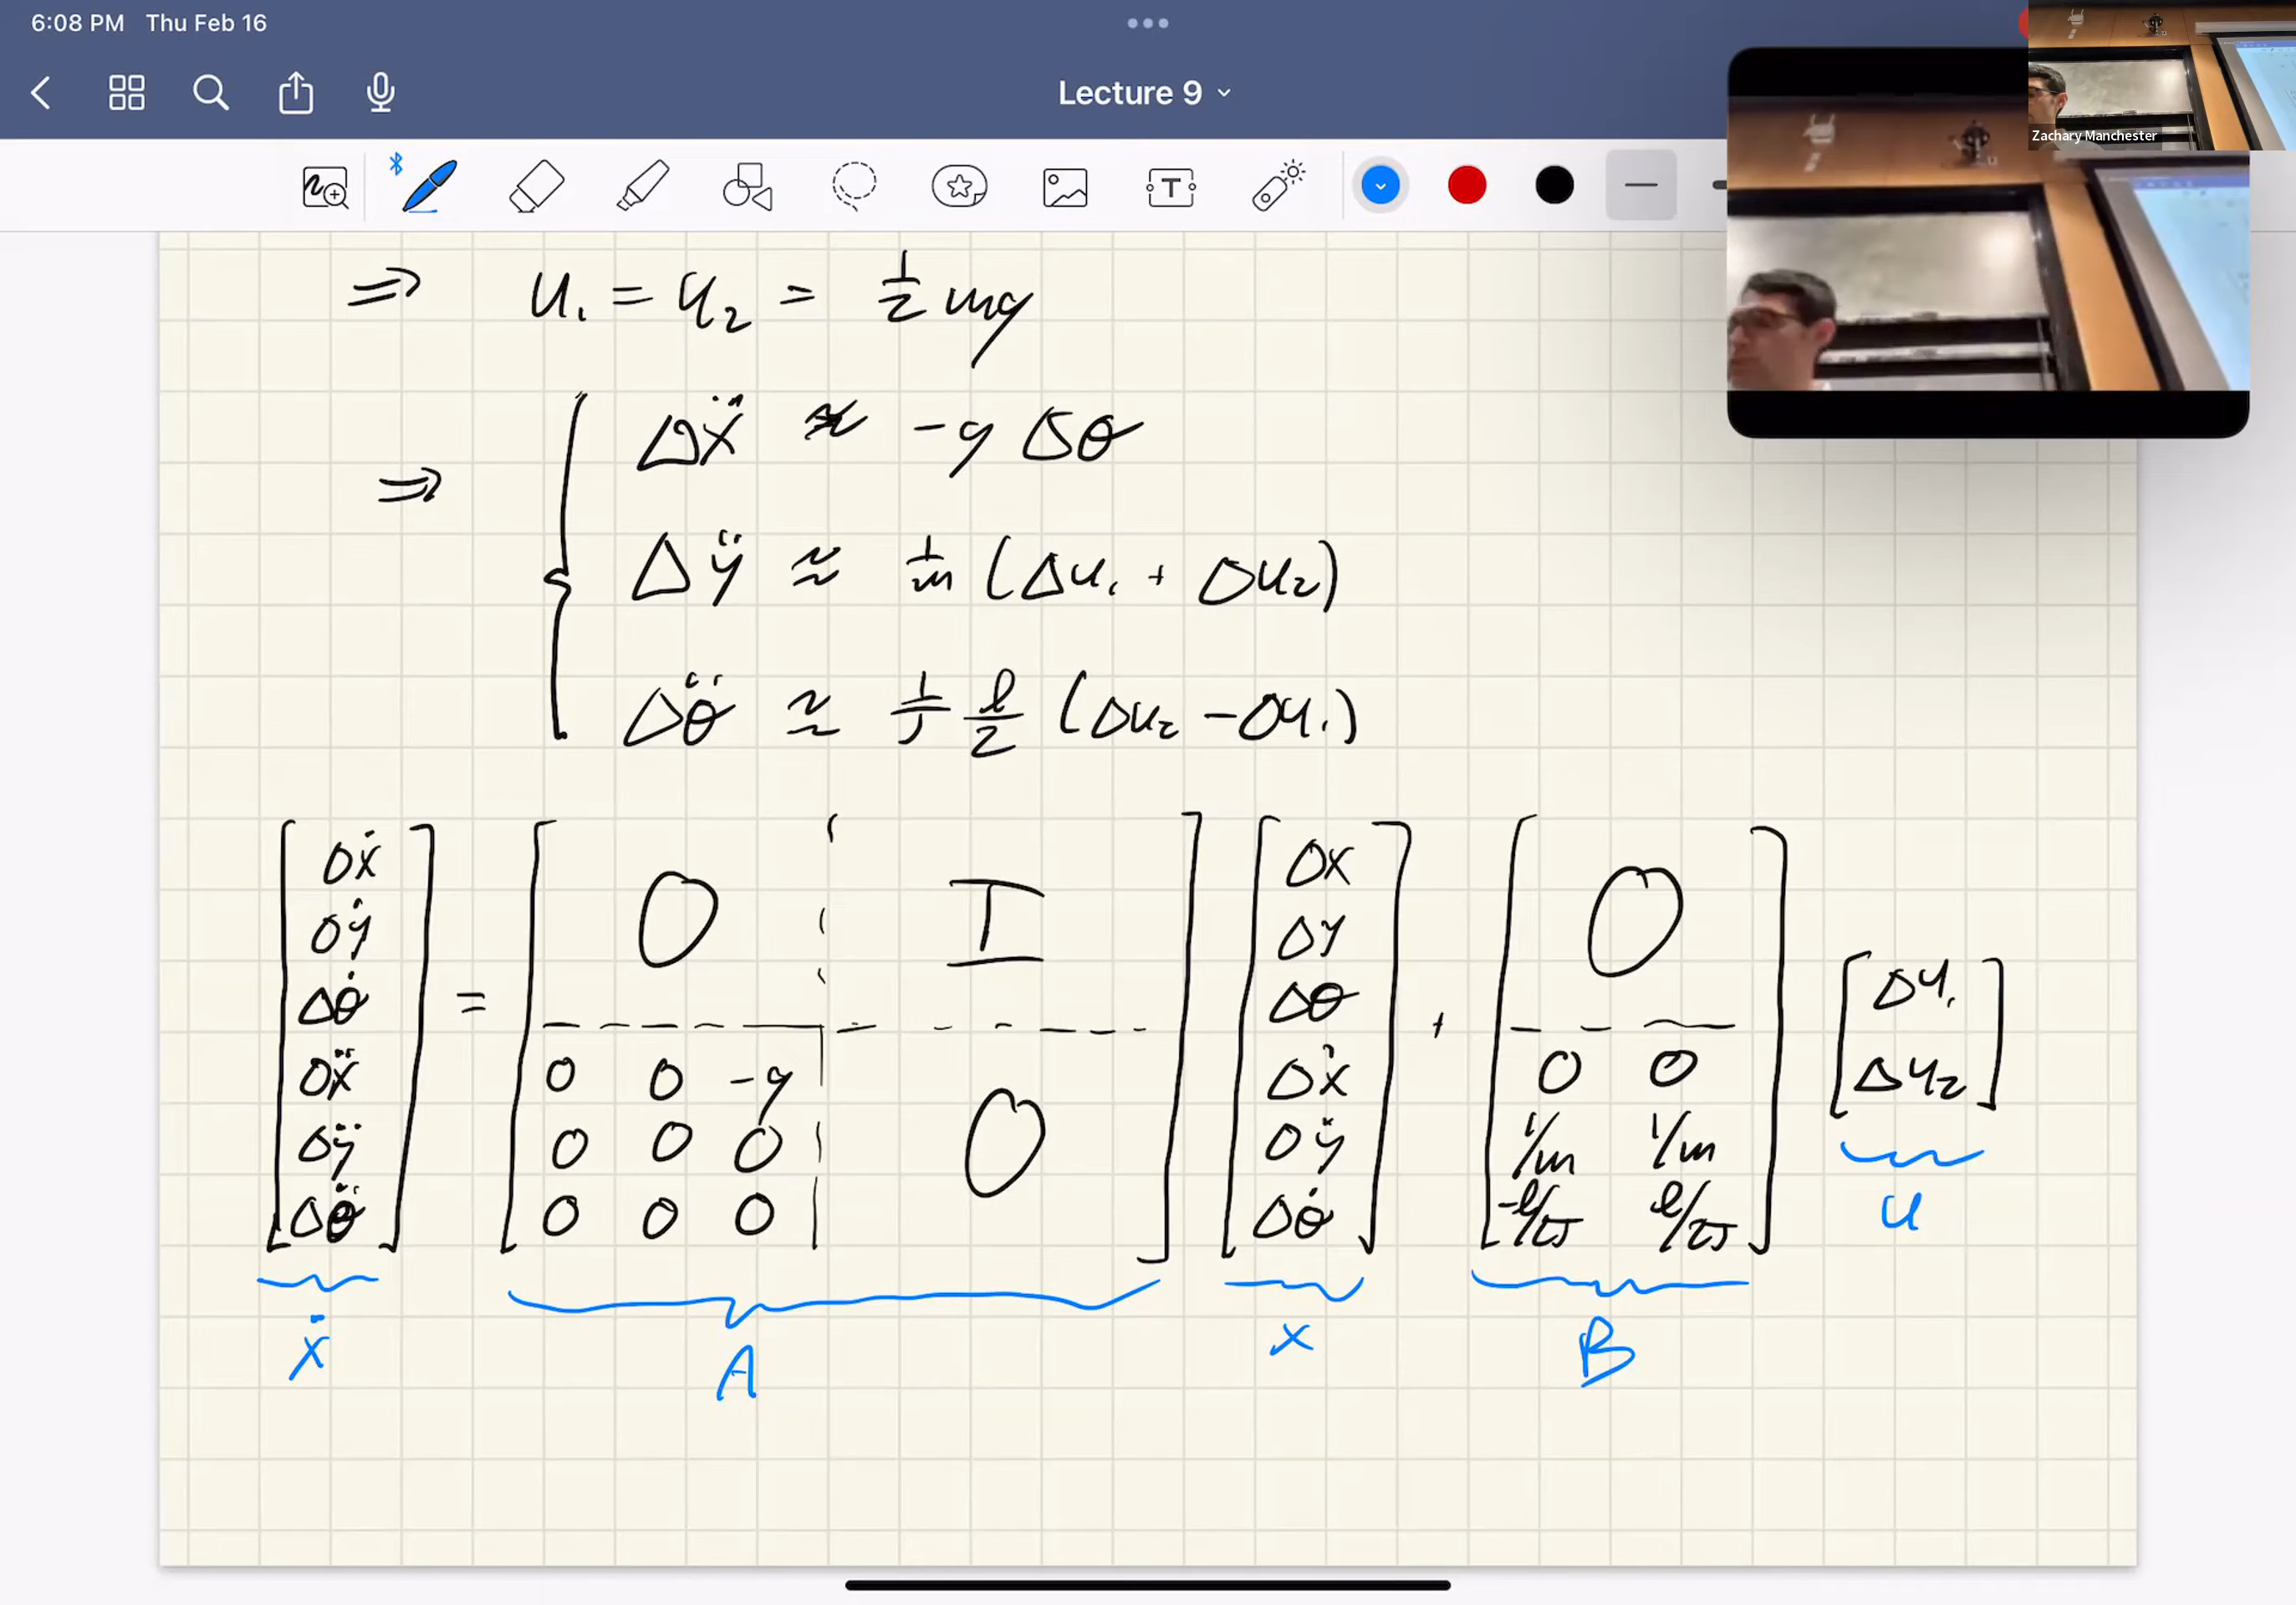 6:08 PM Thu Feb 16
Lecture 9
Zachary Manchester
⇒ u₁ = u₂ = 1/2 mg
⇒ { Δẍ ≈ -g Δθ
Δÿ ≈ 1/m (Δu₁ + Δu₂)
Δθ̈ ≈ 1/J l/2 (Δu₂ - Δu₁)
[Δẋ Δẏ Δθ̇ Δẍ Δÿ Δθ̈] = [0 I
0 0 -g
0 0 0 0
0 0 0] [Δx Δy Δθ Δẋ Δẏ Δθ̇] + [0
0 0
1/m 1/m
-l/2J l/2J] [Δu₁ Δu₂]
ẋ A x B u